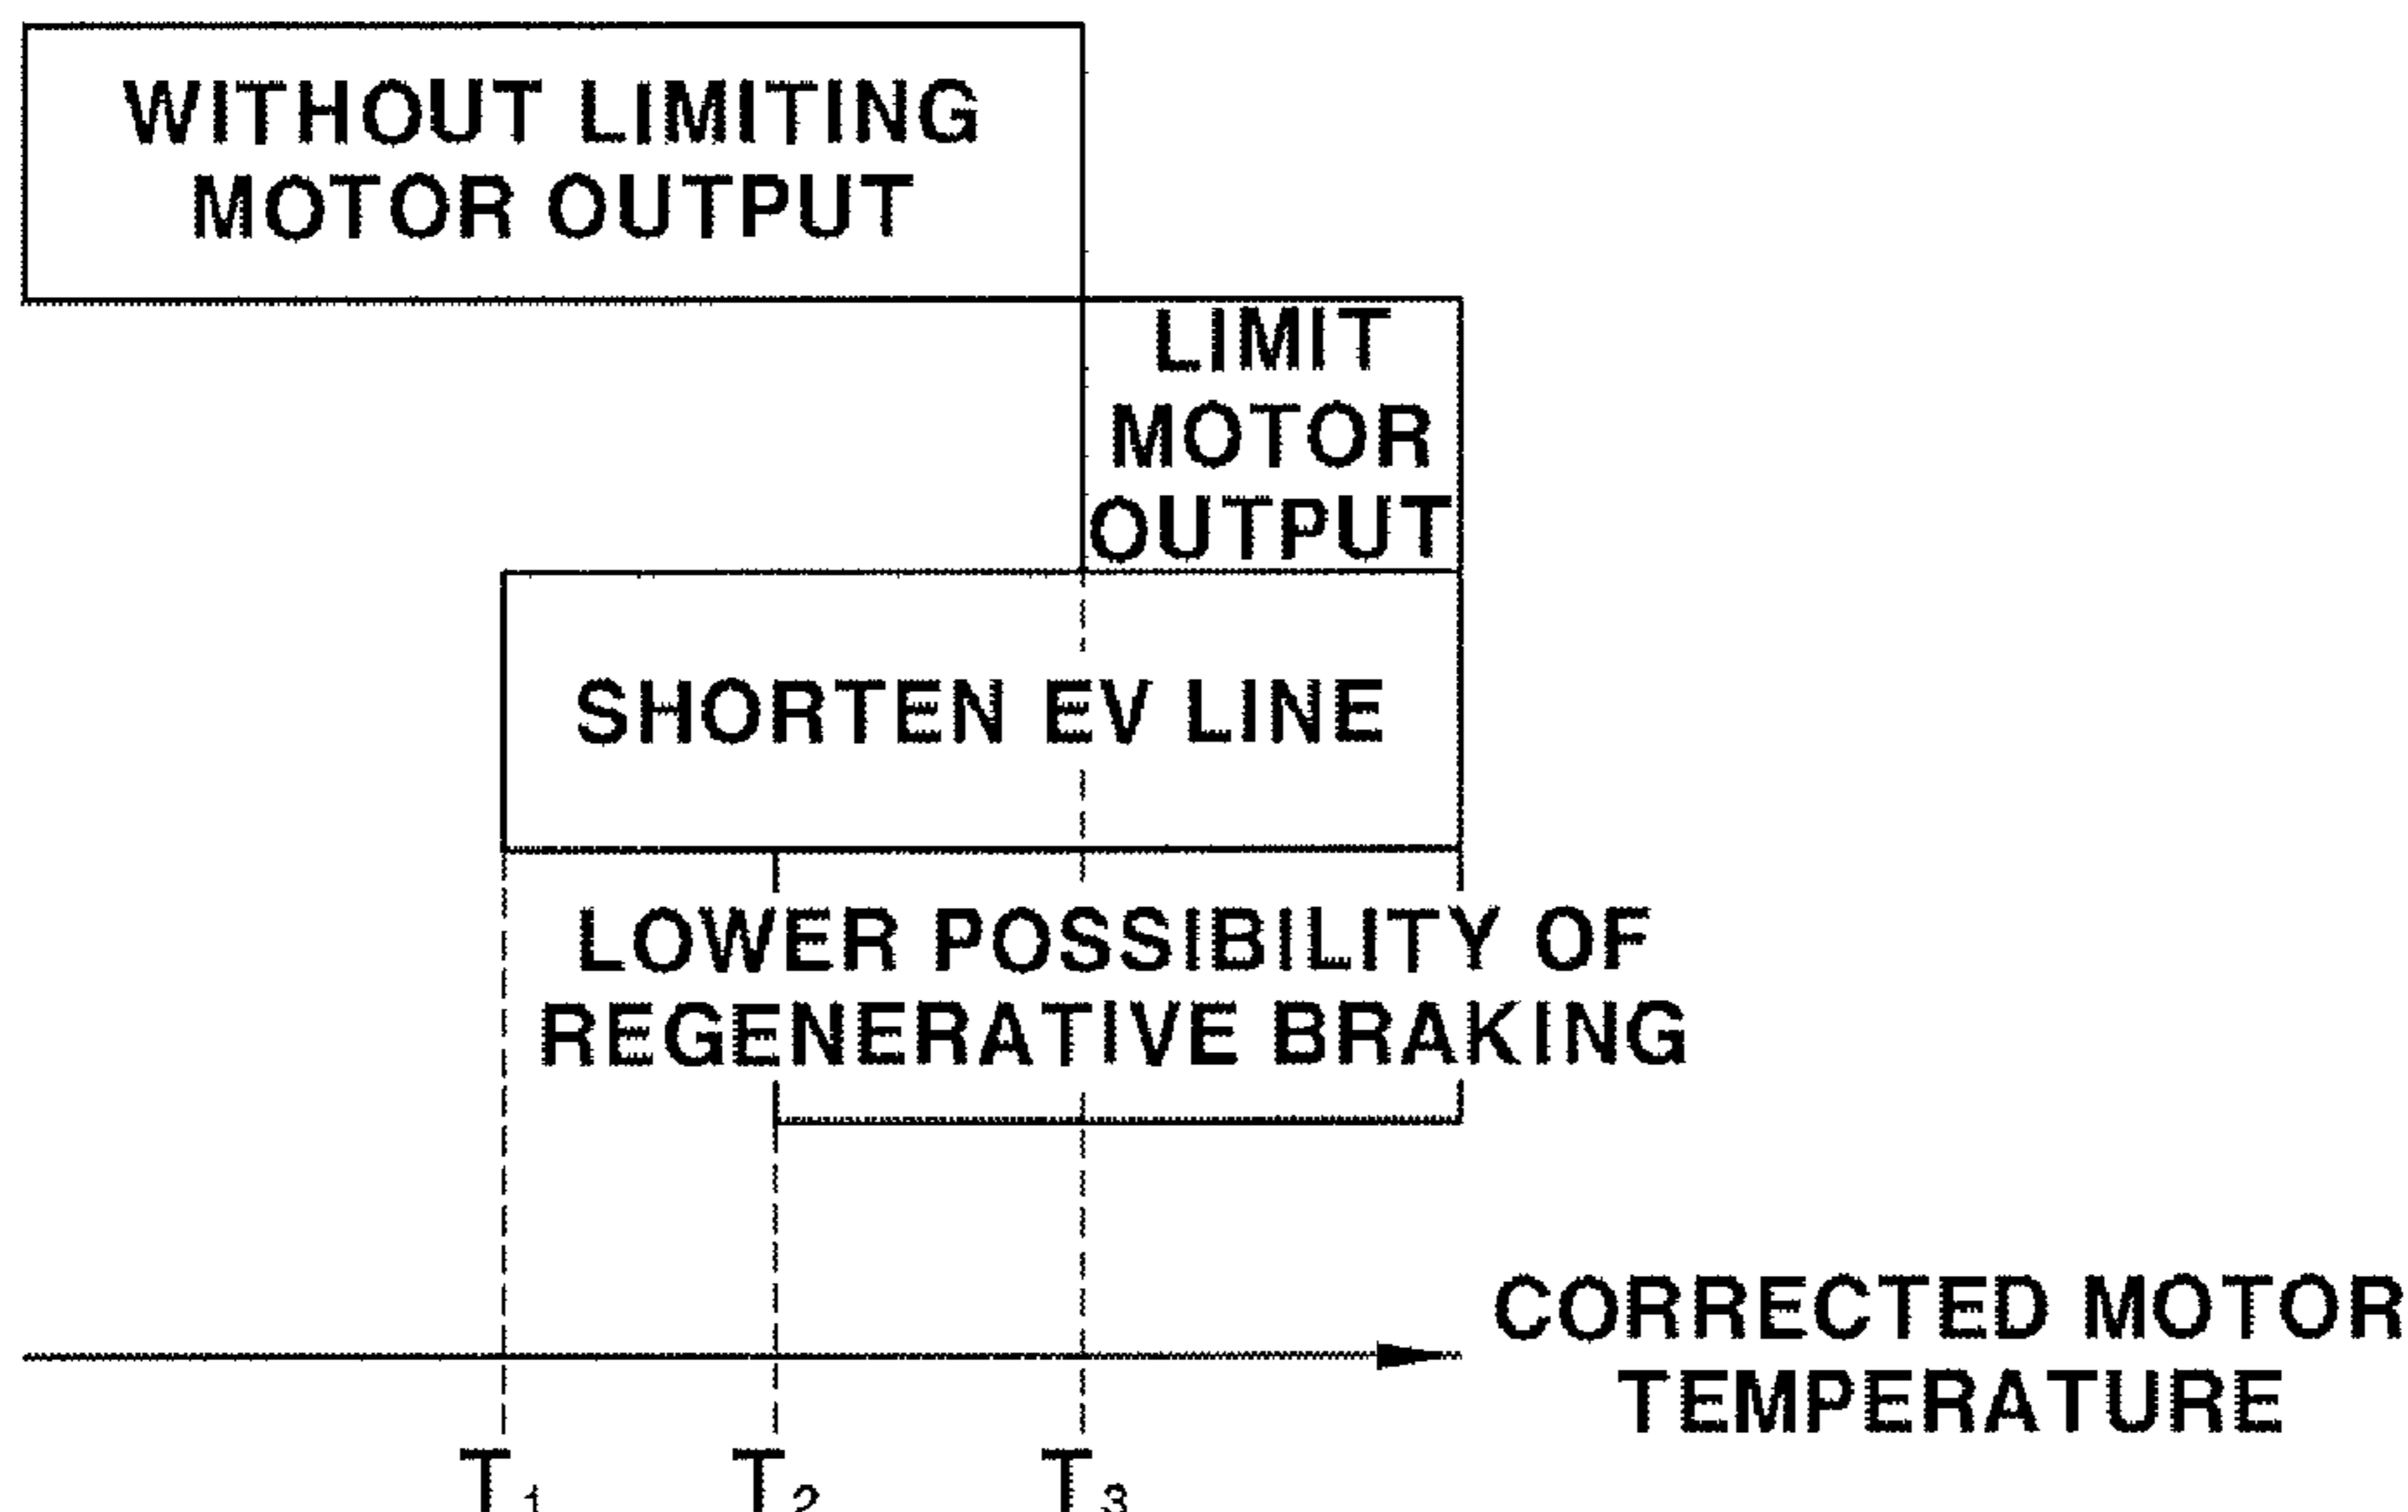 WITHOUT LIMITING
MOTOR OUTPUT
LIMIT
MOTOR
OUTPUT
SHORTEN EV LINE
LOWER POSSIBILITY OF
REGENERATIVE BRAKING
CORRECTED MOTOR
TEMPERATURE
T1 T2 T3